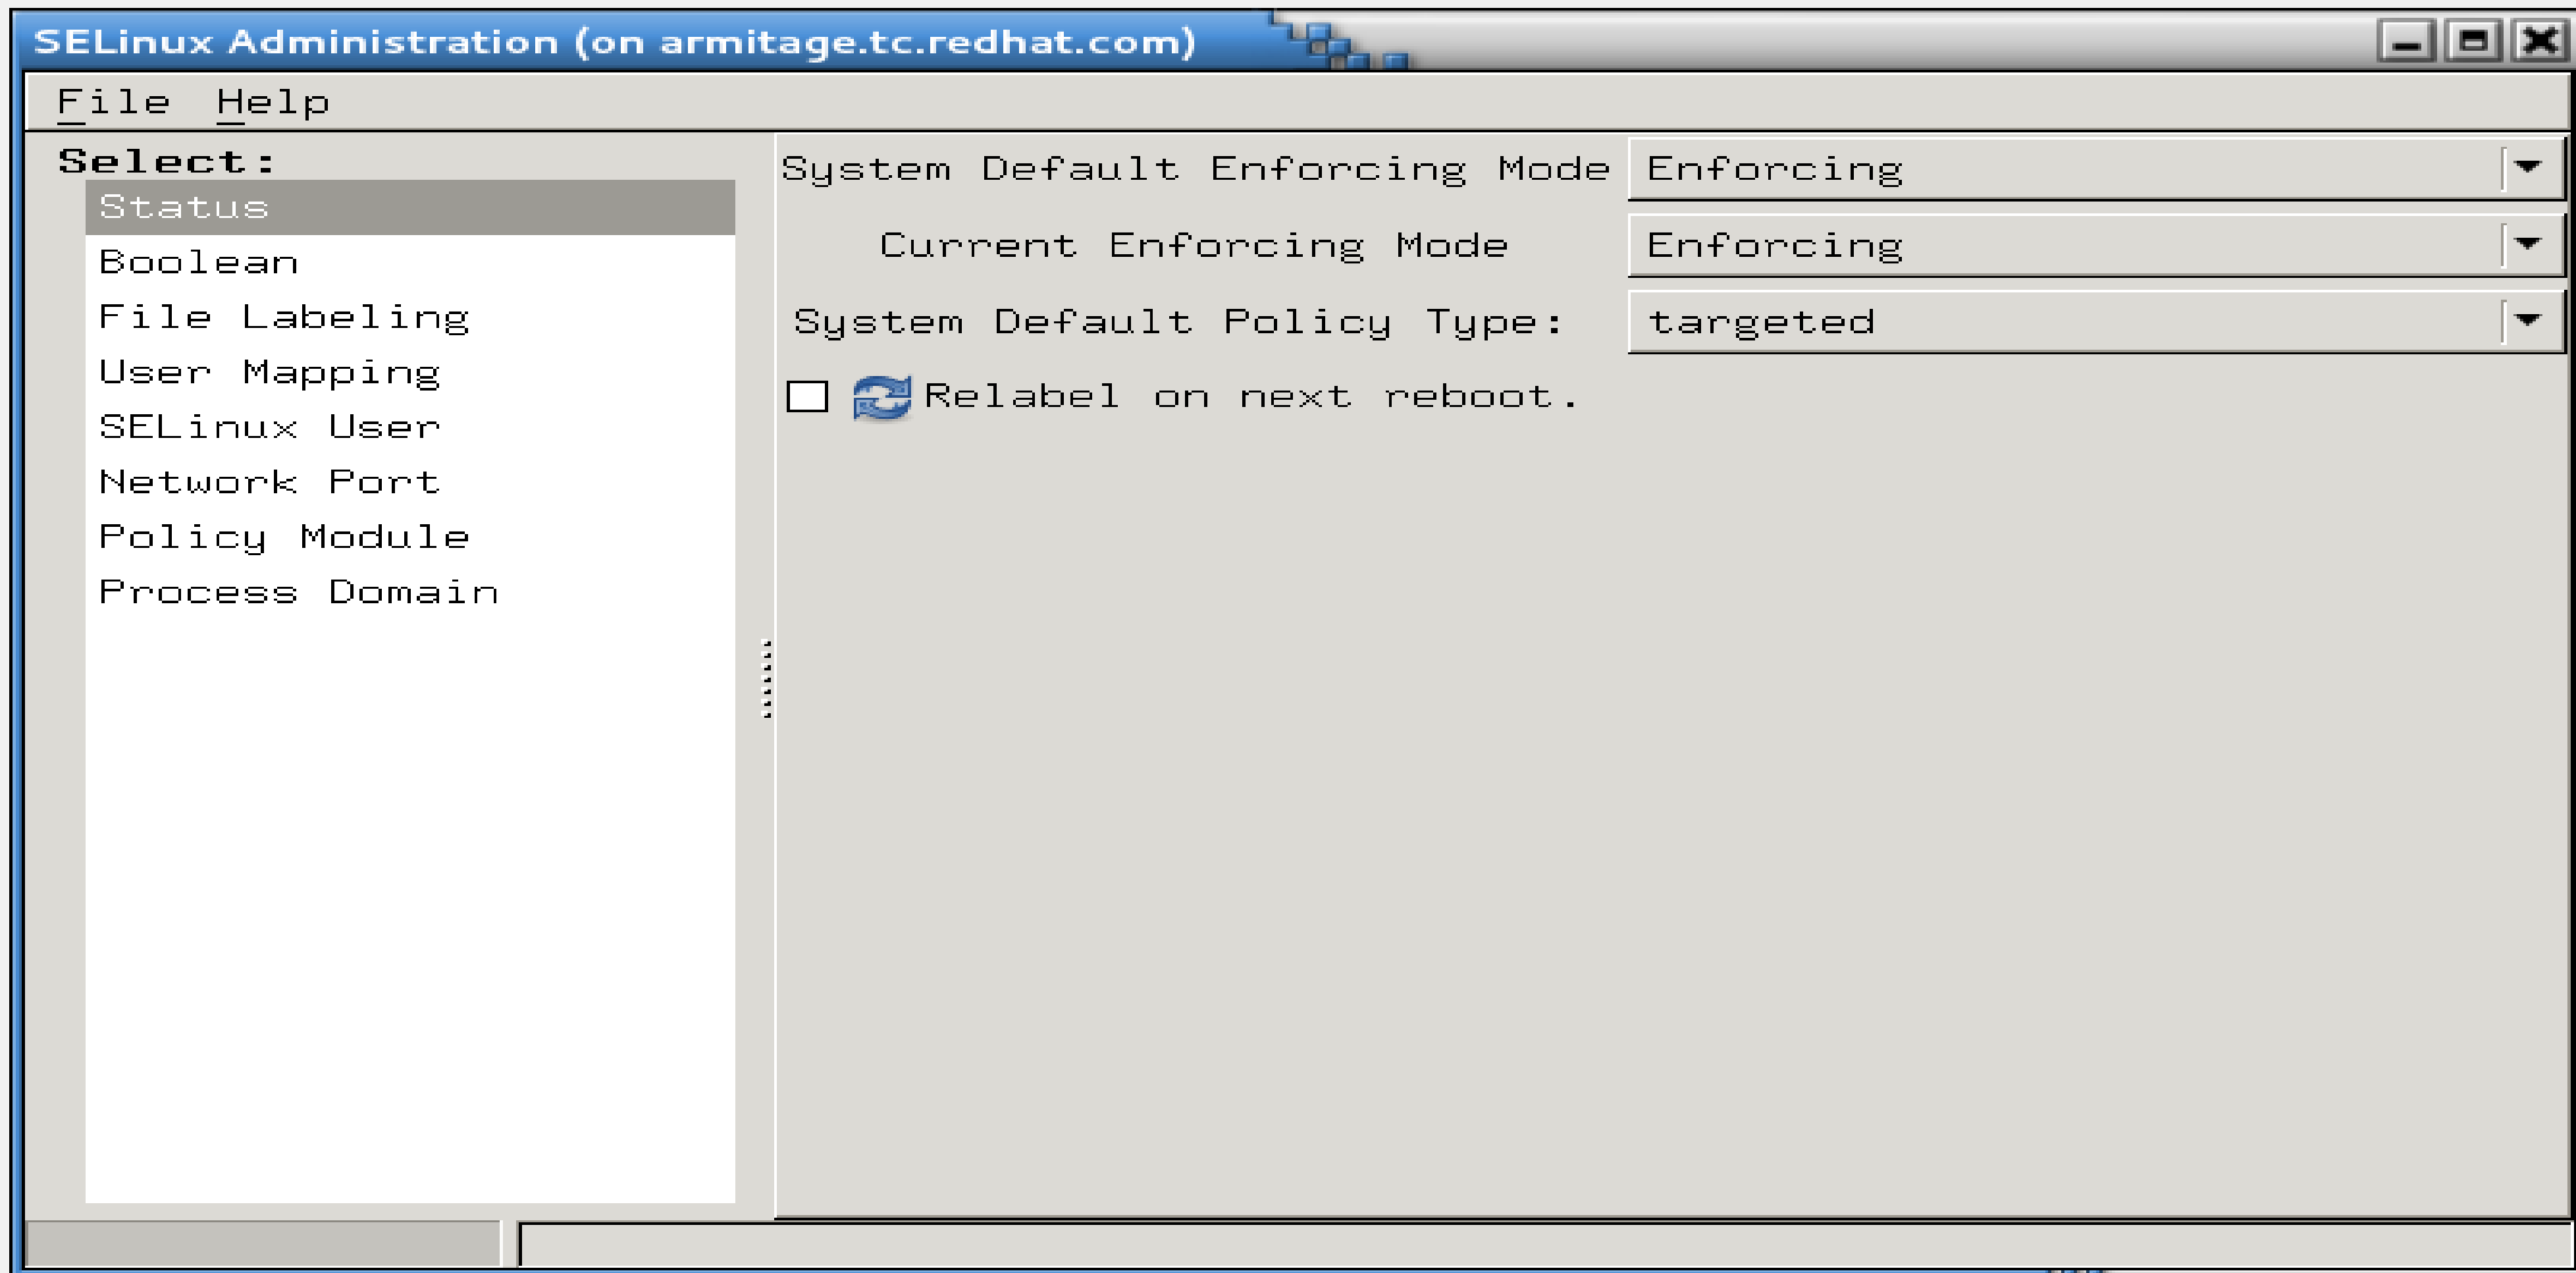 SELinux Administration (on armitage.tc.redhat.com)
File Help
Select:
Status
Boolean
File Labeling
User Mapping
SELinux User
Network Port
Policy Module
Process Domain
System Default Enforcing Mode Enforcing
Current Enforcing Mode Enforcing
System Default Policy Type: targeted
Relabel on next reboot.